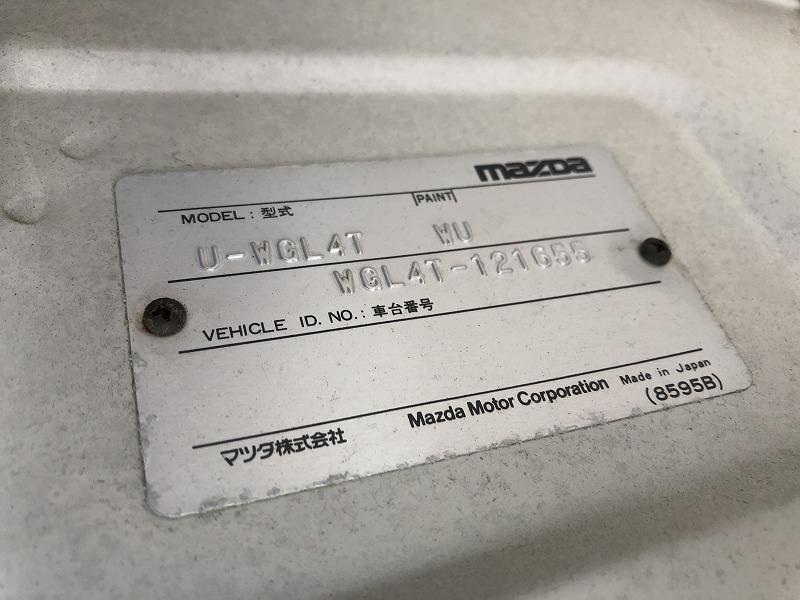 mazda
MODEL : 型式 PAINT
U-WGL4T WU
WGL4T-121655
VEHICLE ID. NO. : 車台番号
マツダ株式会社 Mazda Motor Corporation Made in Japan
(8595B)